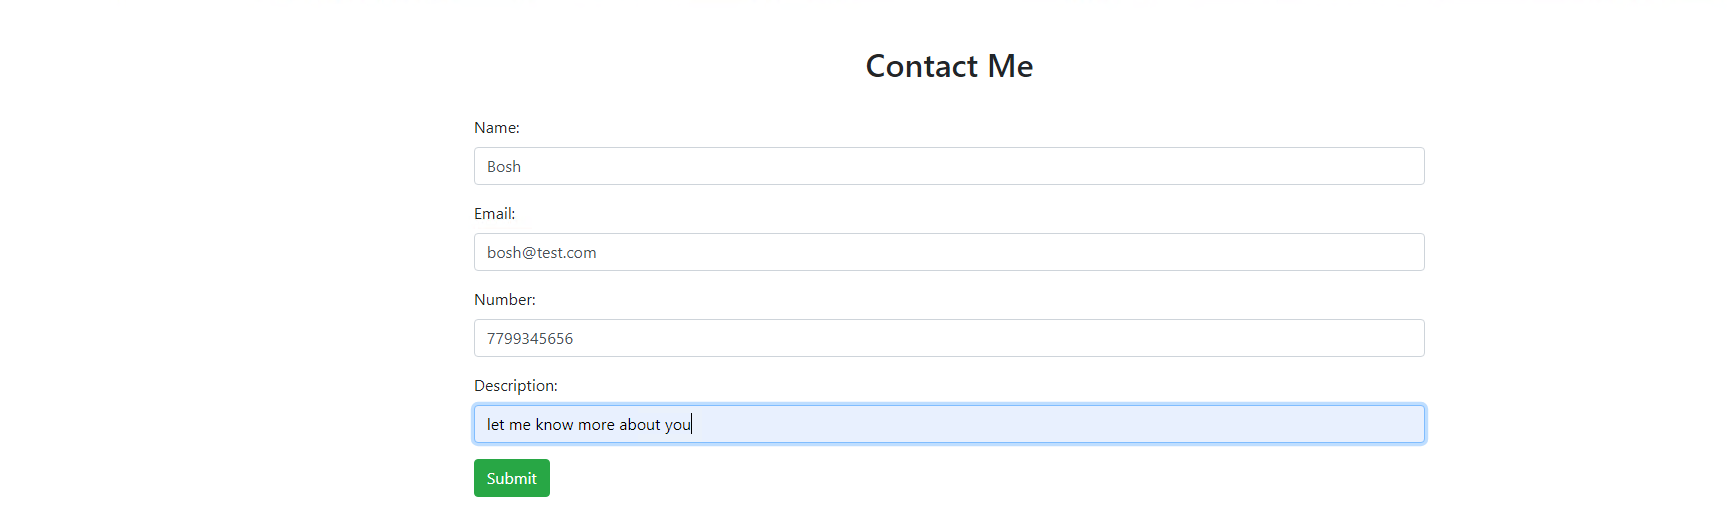 Contact Me
Name:
Bosh
Email:
bosh@test.com
Number:
7799345656
Description:
let me know more about you
Submit